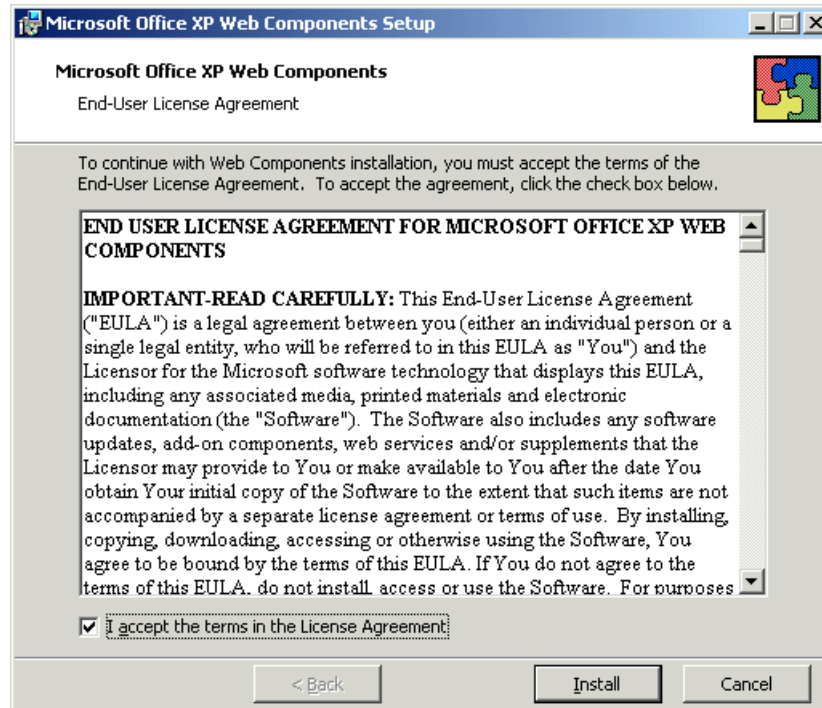 Microsoft Office XP Web Components Setup
Microsoft Office XP Web Components
End-User License Agreement
To continue with Web Components installation, you must accept the terms of the
End-User License Agreement.  To accept the agreement, click the check box below.
END USER LICENSE AGREEMENT FOR MICROSOFT OFFICE XP WEB
COMPONENTS
IMPORTANT-READ CAREFULLY: This End-User License Agreement
("EULA") is a legal agreement between you (either an individual person or a
single legal entity, who will be referred to in this EULA as "You") and the
Licensor for the Microsoft software technology that displays this EULA,
including any associated media, printed materials and electronic
documentation (the "Software").  The Software also includes any software
updates, add-on components, web services and/or supplements that the
Licensor may provide to You or make available to You after the date You
obtain Your initial copy of the Software to the extent that such items are not
accompanied by a separate license agreement or terms of use.  By installing,
copying, downloading, accessing or otherwise using the Software, You
agree to be bound by the terms of this EULA. If You do not agree to the
terms of this EULA, do not install, access or use the Software.  For purposes
I accept the terms in the License Agreement
< Back
Install
Cancel